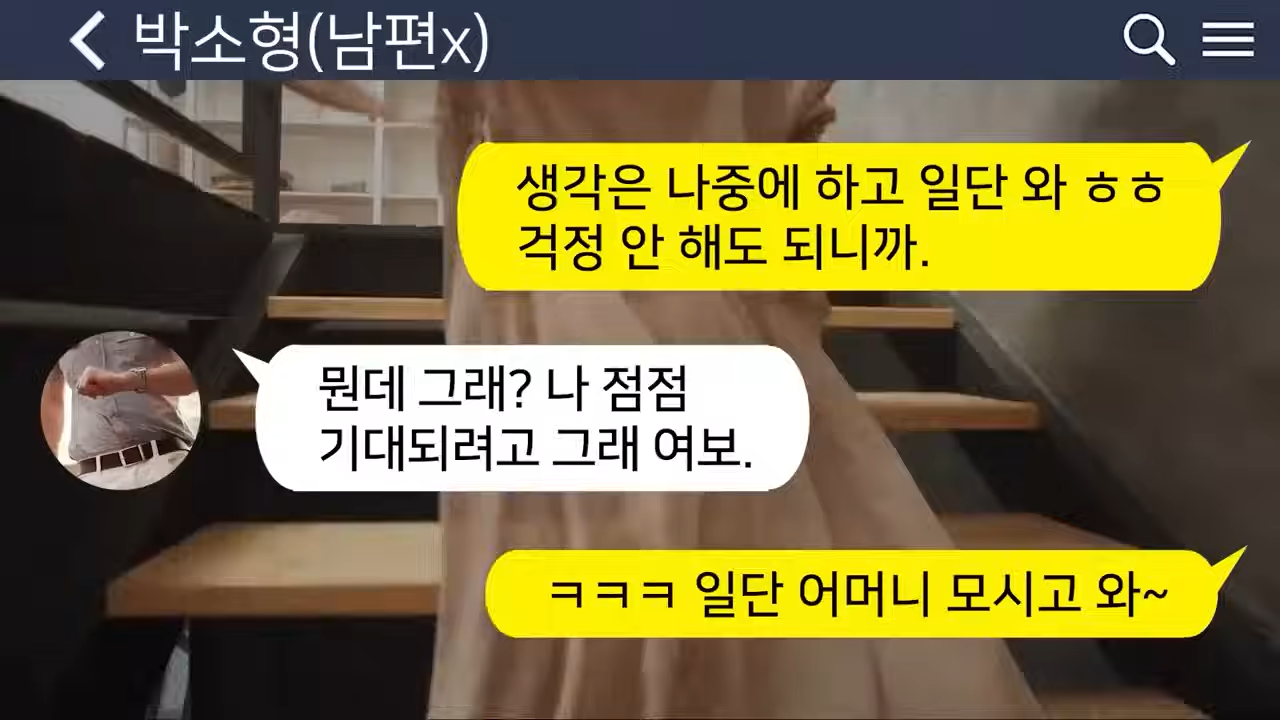 박소형(남편x)
생각은 나중에 하고 일단 와 ㅎㅎ
걱정 안 해도 되니까.
뭔데 그래? 나 점점
기대되려고 그래 여보.
ㅋㅋㅋ 일단 어머니 모시고 와~